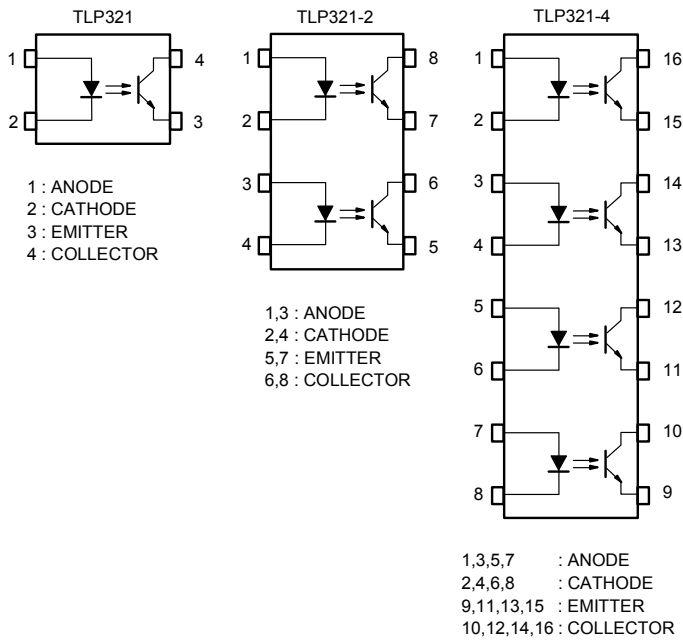 TLP321
1
4
2
3
1 : ANODE
2 : CATHODE
3 : EMITTER
4 : COLLECTOR
TLP321-2
1
8
2
7
3
6
4
5
1,3 : ANODE
2,4 : CATHODE
5,7 : EMITTER
6,8 : COLLECTOR
TLP321-4
1
16
2
15
3
14
4
13
5
12
6
11
7
10
8
9
1,3,5,7 : ANODE
2,4,6,8 : CATHODE
9,11,13,15 : EMITTER
10,12,14,16 : COLLECTOR